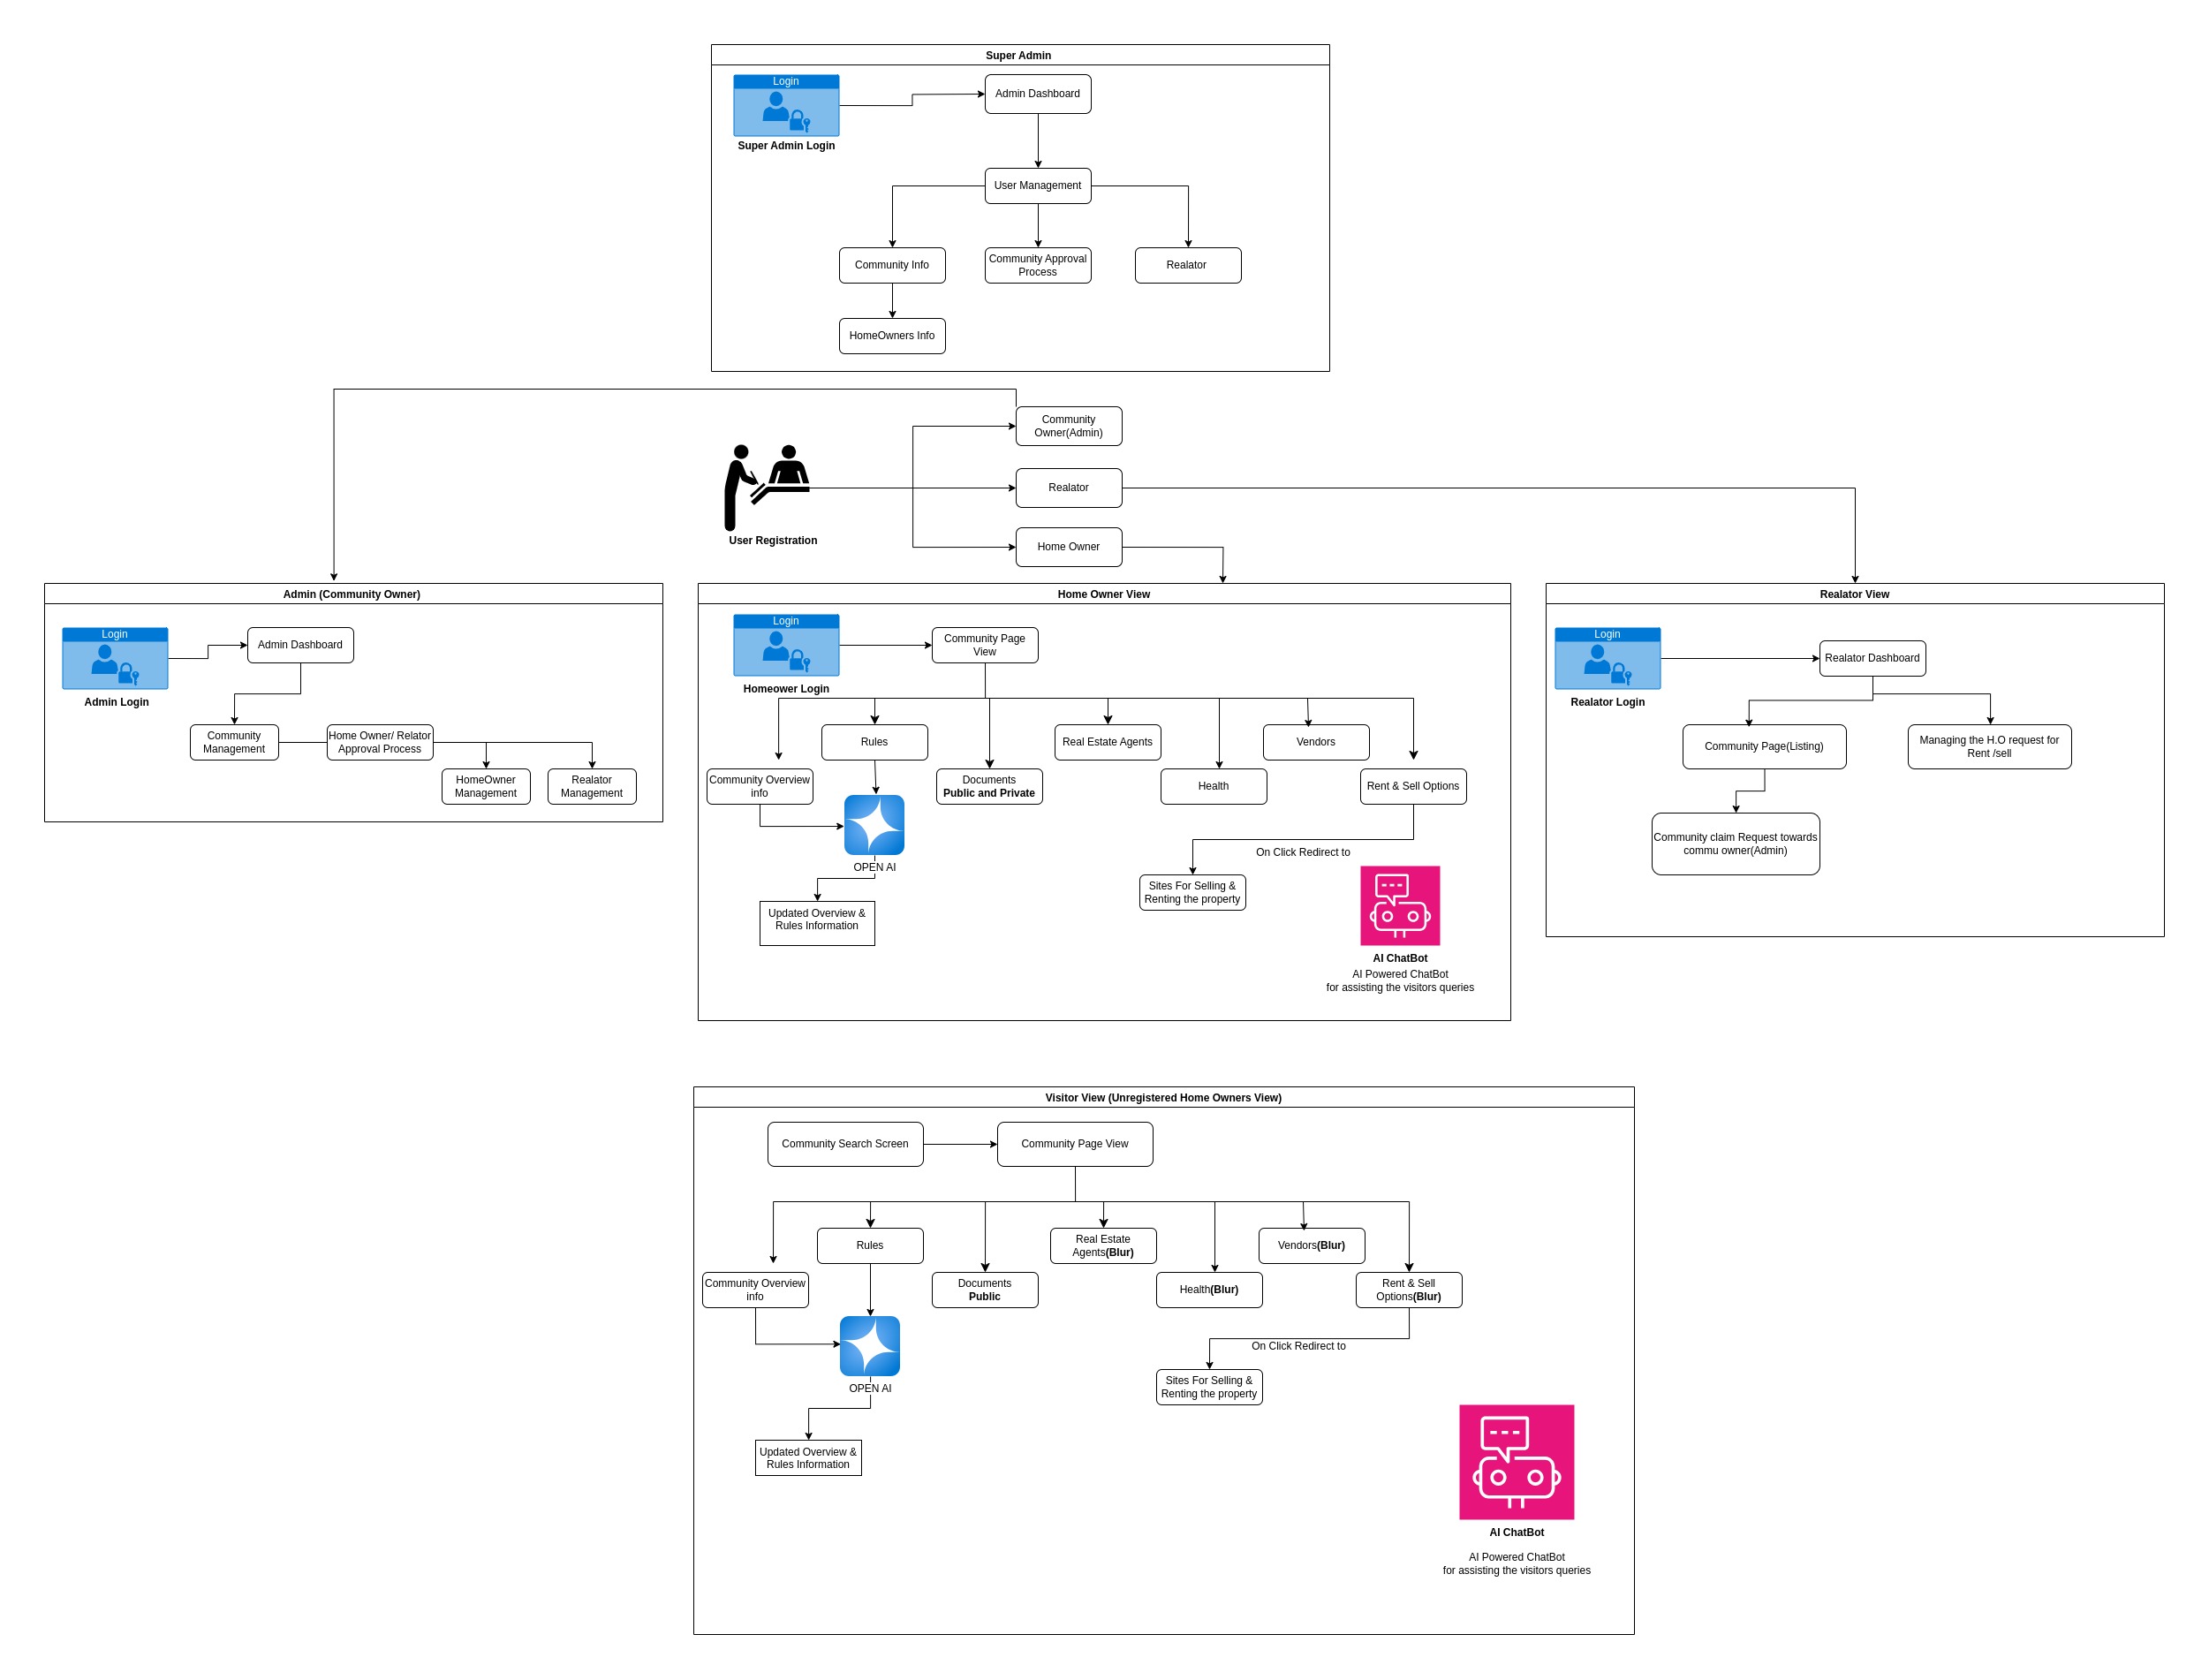 Super Admin
Login
Super Admin Login
Admin Dashboard
User Management
Community Info
Community Approval
Process
Realator
HomeOwners Info
Community
Owner(Admin)
Realator
Home Owner
User Registration
Admin (Community Owner)
Login
Admin Login
Admin Dashboard
Community
Management
Home Owner/ Relator
Approval Process
HomeOwner
Management
Realator
Management
Home Owner View
Login
Homeower Login
Community Page
View
Rules
Real Estate Agents
Vendors
Community Overview
info
Documents
Public and Private
Health
Rent & Sell Options
OPEN AI
Updated Overview &
Rules Information
On Click Redirect to
Sites For Selling &
Renting the property
AI ChatBot
AI Powered ChatBot
for assisting the visitors queries
Realator View
Login
Realator Login
Realator Dashboard
Community Page(Listing)
Managing the H.O request for
Rent /sell
Community claim Request towards
commu owner(Admin)
Visitor View (Unregistered Home Owners View)
Community Search Screen
Community Page View
Rules
Real Estate
Agents(Blur)
Vendors(Blur)
Community Overview
info
Documents
Public
Health(Blur)
Rent & Sell
Options(Blur)
OPEN AI
Updated Overview &
Rules Information
On Click Redirect to
Sites For Selling &
Renting the property
AI ChatBot
AI Powered ChatBot
for assisting the visitors queries